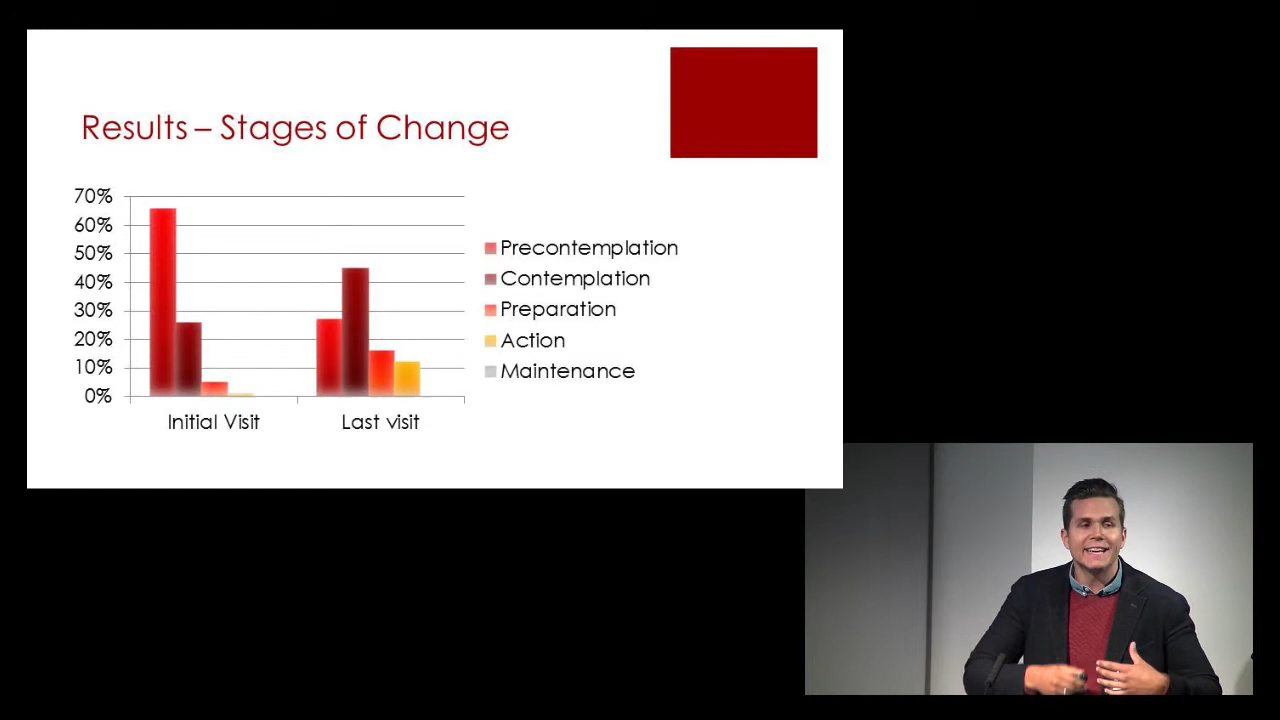 Results – Stages of Change
70%
60%
50%
40%
30%
20%
10%
0%
Initial Visit
Last visit
Precontemplation
Contemplation
Preparation
Action
Maintenance